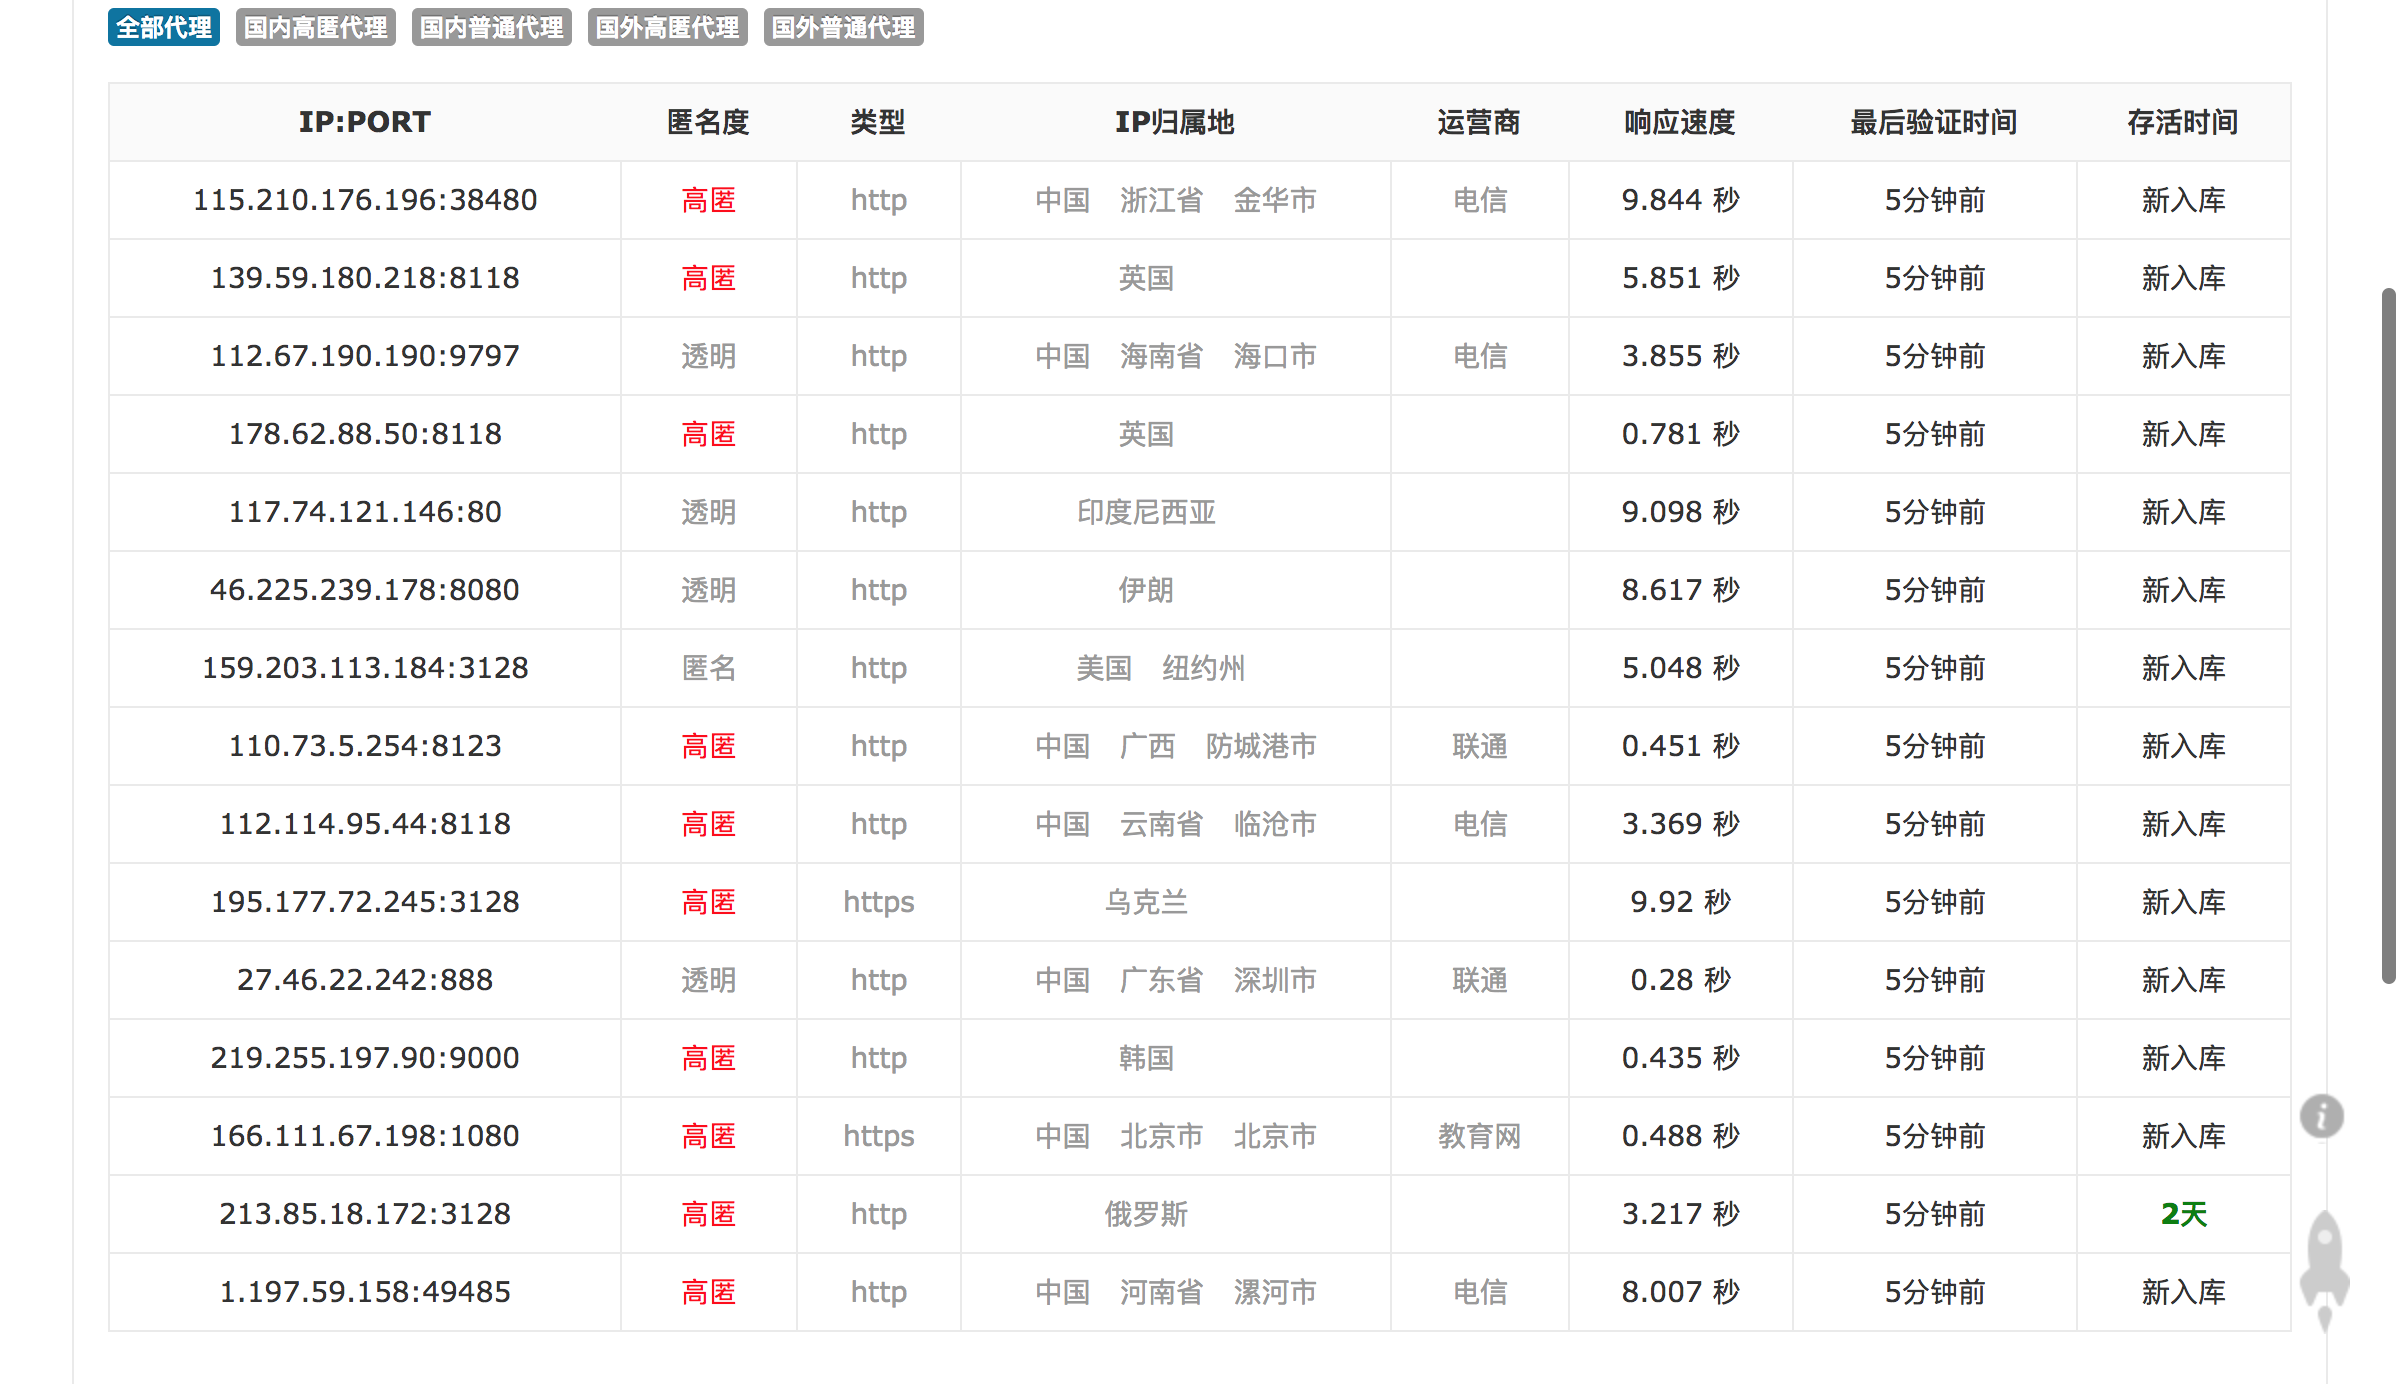 全部代理 国内高匿代理 国内普通代理 国外高匿代理 国外普通代理
IP:PORT 匿名度 类型 IP归属地 运营商 响应速度 最后验证时间 存活时间
115.210.176.196:38480 高匿 http 中国 浙江省 金华市 电信 9.844 秒 5分钟前 新入库
139.59.180.218:8118 高匿 http 英国 5.851 秒 5分钟前 新入库
112.67.190.190:9797 透明 http 中国 海南省 海口市 电信 3.855 秒 5分钟前 新入库
178.62.88.50:8118 高匿 http 英国 0.781 秒 5分钟前 新入库
117.74.121.146:80 透明 http 印度尼西亚 9.098 秒 5分钟前 新入库
46.225.239.178:8080 透明 http 伊朗 8.617 秒 5分钟前 新入库
159.203.113.184:3128 匿名 http 美国 纽约州 5.048 秒 5分钟前 新入库
110.73.5.254:8123 高匿 http 中国 广西 防城港市 联通 0.451 秒 5分钟前 新入库
112.114.95.44:8118 高匿 http 中国 云南省 临沧市 电信 3.369 秒 5分钟前 新入库
195.177.72.245:3128 高匿 https 乌克兰 9.92 秒 5分钟前 新入库
27.46.22.242:888 透明 http 中国 广东省 深圳市 联通 0.28 秒 5分钟前 新入库
219.255.197.90:9000 高匿 http 韩国 0.435 秒 5分钟前 新入库
166.111.67.198:1080 高匿 https 中国 北京市 北京市 教育网 0.488 秒 5分钟前 新入库
213.85.18.172:3128 高匿 http 俄罗斯 3.217 秒 5分钟前 2天
1.197.59.158:49485 高匿 http 中国 河南省 漯河市 电信 8.007 秒 5分钟前 新入库